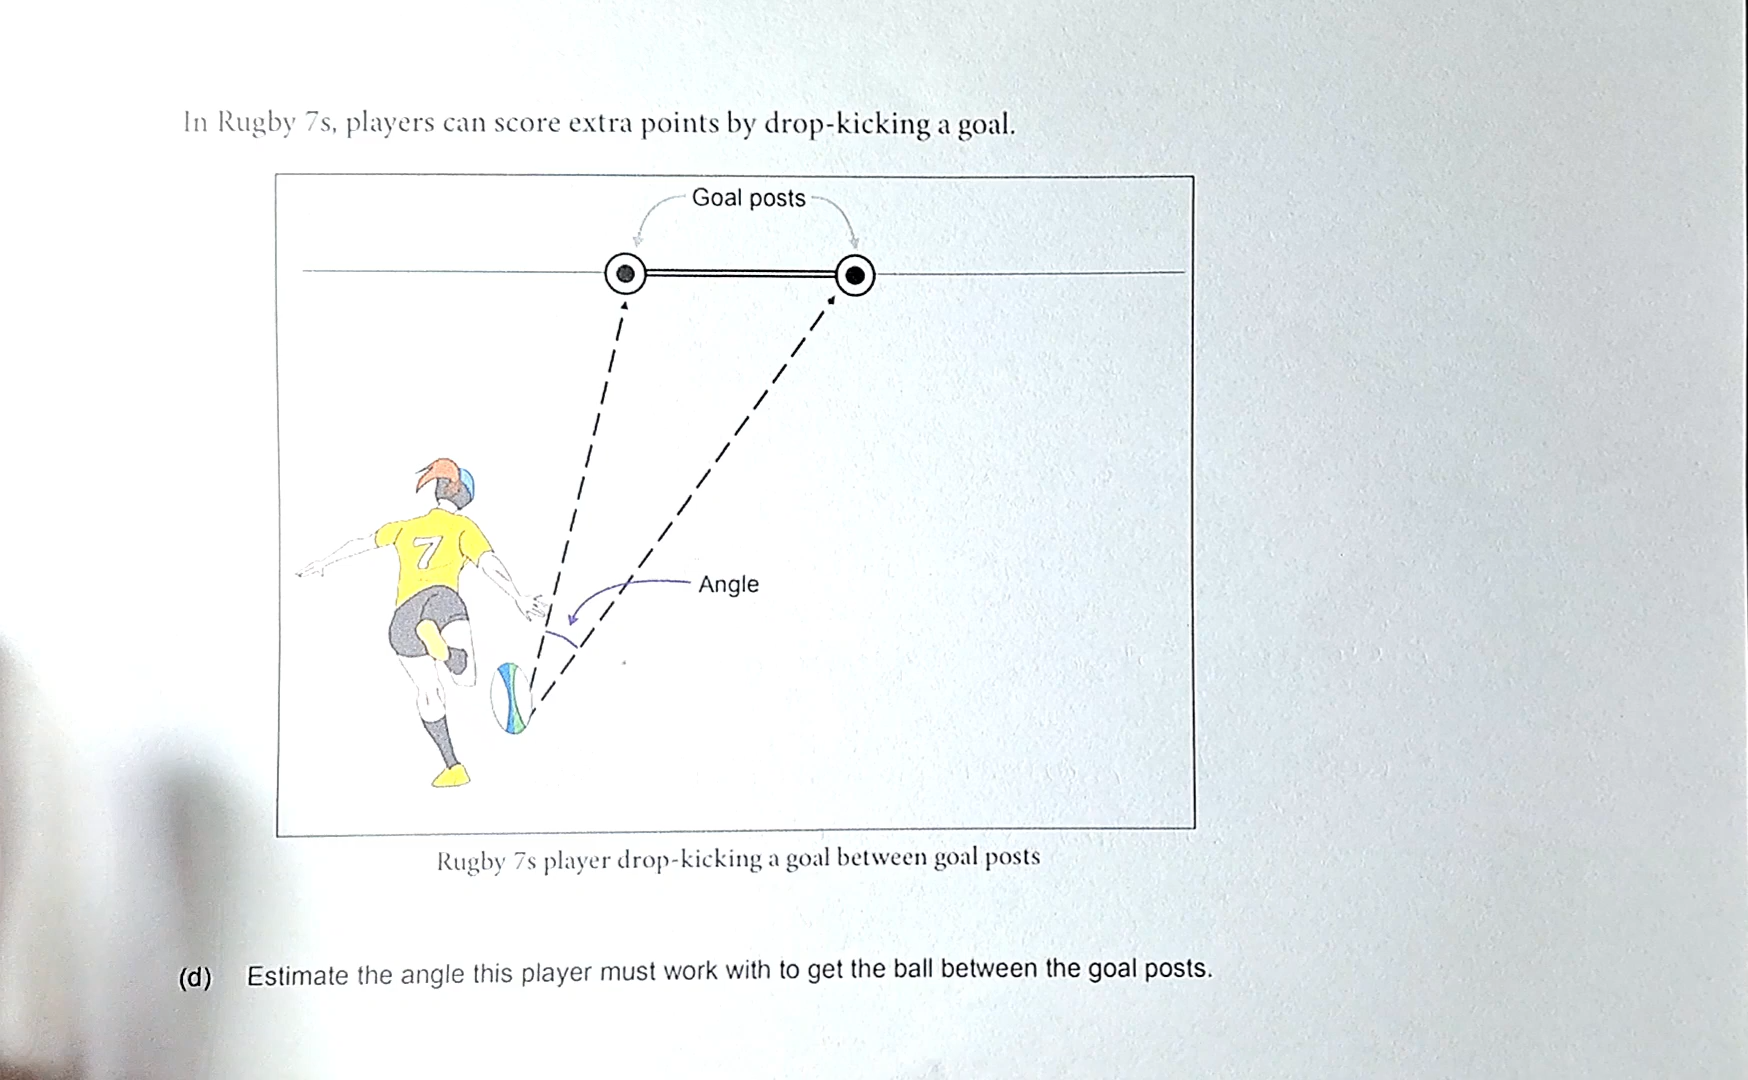 In Rugby 7s, players can score extra points by drop-kicking a goal.
Goal posts
7
Angle
Rugby 7s player drop-kicking a goal between goal posts
(d) Estimate the angle this player must work with to get the ball between the goal posts.